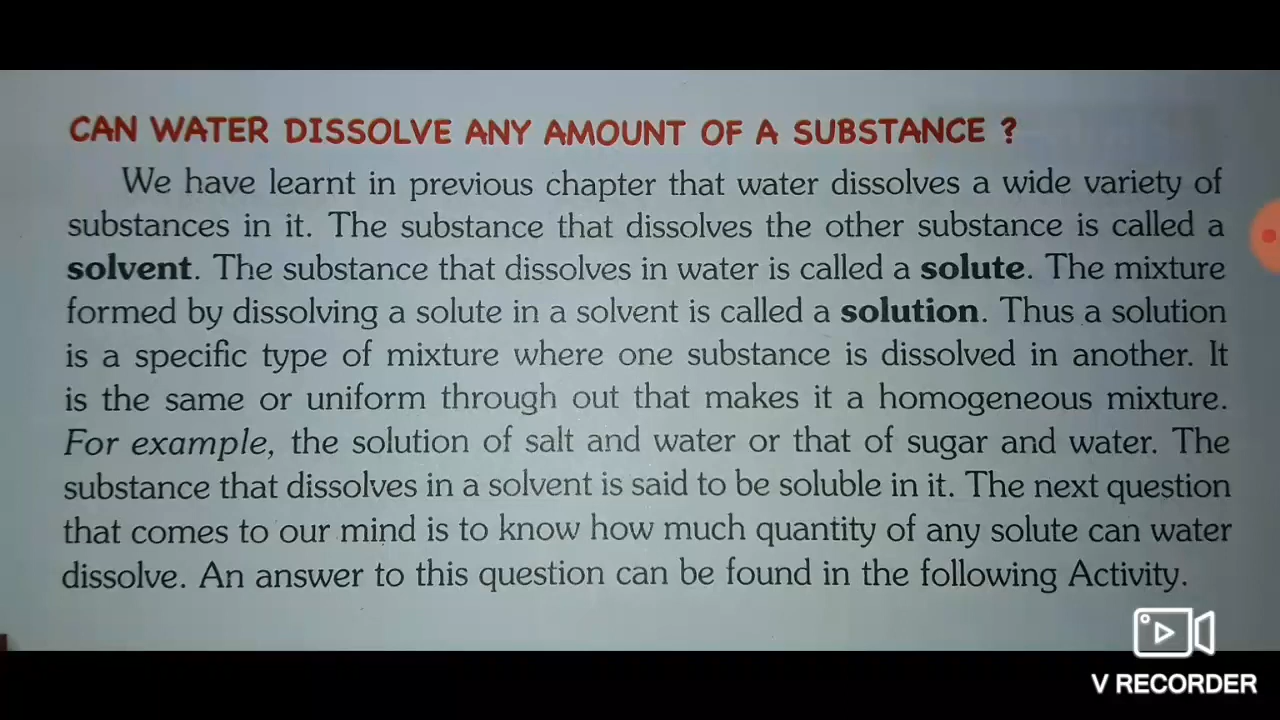 CAN WATER DISSOLVE ANY AMOUNT OF A SUBSTANCE ?
We have learnt in previous chapter that water dissolves a wide variety of
substances in it. The substance that dissolves the other substance is called a
solvent. The substance that dissolves in water is called a solute. The mixture
formed by dissolving a solute in a solvent is called a solution. Thus a solution
is a specific type of mixture where one substance is dissolved in another. It
is the same or uniform through out that makes it a homogeneous mixture.
For example, the solution of salt and water or that of sugar and water. The
substance that dissolves in a solvent is said to be soluble in it. The next question
that comes to our mind is to know how much quantity of any solute can water
dissolve. An answer to this question can be found in the following Activity.
V RECORDER